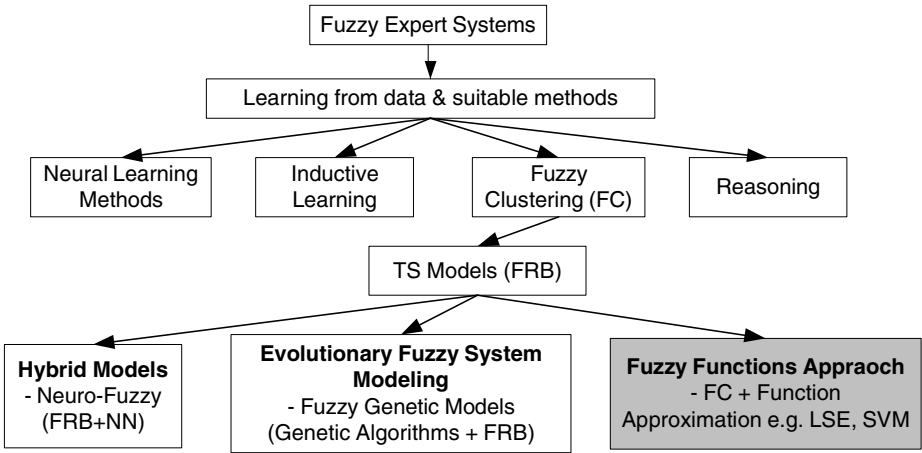 Fuzzy Expert Systems
Learning from data & suitable methods
Neural Learning
Methods
Inductive
Learning
Fuzzy
Clustering (FC)
Reasoning
TS Models (FRB)
Hybrid Models
- Neuro-Fuzzy
(FRB+NN)
Evolutionary Fuzzy System
Modeling
- Fuzzy Genetic Models
(Genetic Algorithms + FRB)
Fuzzy Functions Appraoch
- FC + Function
Approximation e.g. LSE, SVM